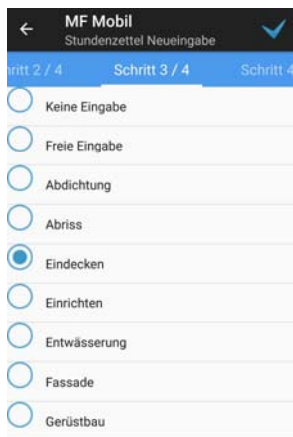 MF Mobil
Stundenzettel Neueingabe
ritt 2 / 4 Schritt 3 / 4 Schritt 4
Keine Eingabe
Freie Eingabe
Abdichtung
Abriss
Eindecken
Einrichten
Entwässerung
Fassade
Gerüstbau